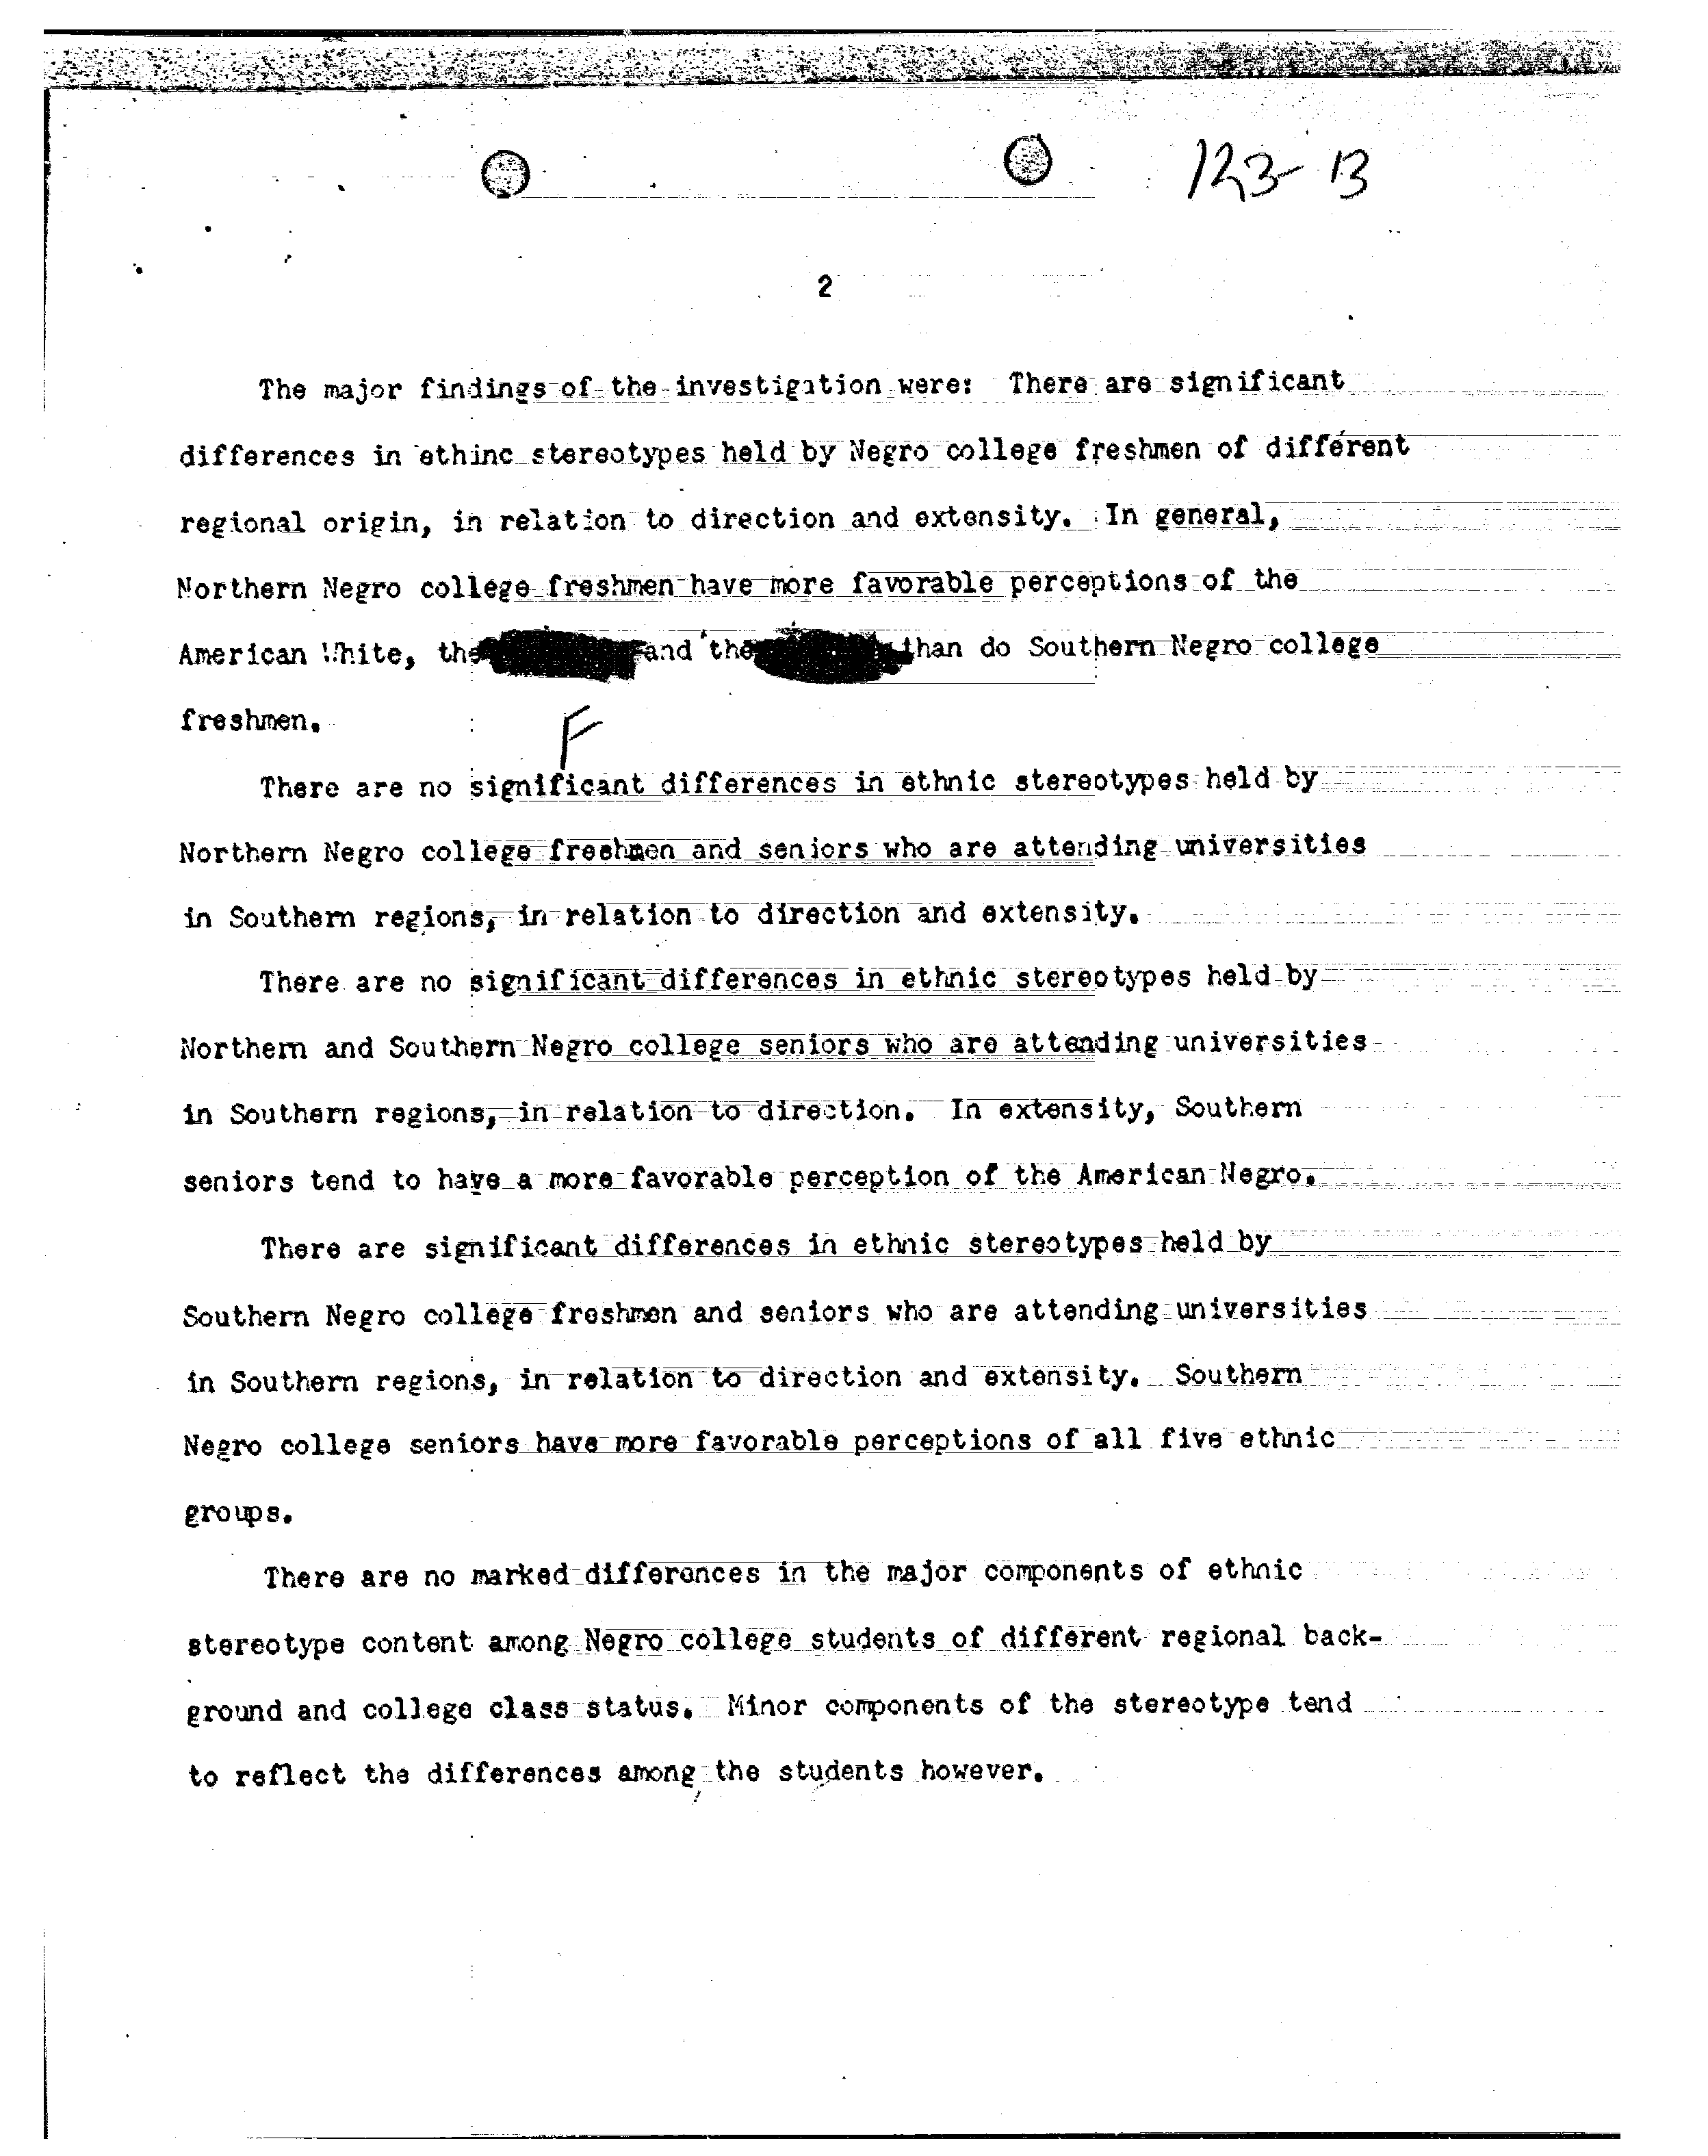 123-13
2
The major findings of the investigation were: There are significant
differences in ethinc stereotypes held by Negro college freshmen of different
regional origin, in relation to direction and extensity. In general,
Northern Negro college freshmen have more favorable perceptions of the
American White, the and the than do Southern Negro college
freshmen.
F
There are no significant differences in ethnic stereotypes held by
Northern Negro college freshmen and seniors who are attending universities
in Southern regions, in relation to direction and extensity.
There are no significant differences in ethnic stereotypes held by
Northern and Southern Negro college seniors who are attending universities
in Southern regions, in relation to direction. In extensity, Southern
seniors tend to have a more favorable perception of the American Negro.
There are significant differences in ethnic stereotypes held by
Southern Negro college freshmen and seniors who are attending universities
in Southern regions, in relation to direction and extensity. Southern
Negro college seniors have more favorable perceptions of all five ethnic
groups.
There are no marked differences in the major components of ethnic
stereotype content among Negro college students of different regional back-
ground and college class status. Minor components of the stereotype tend
to reflect the differences among the students however.